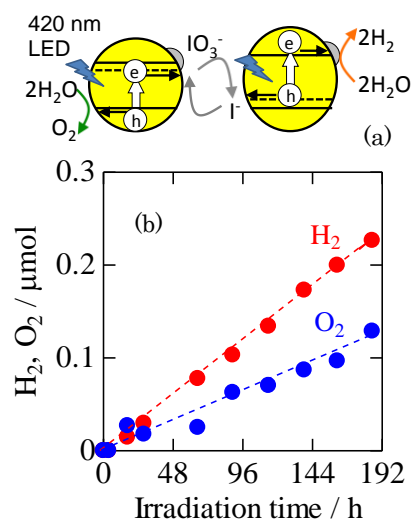 420 nm
LED
2H₂O
O₂
e
h
IO₃⁻
I⁻
e
h
2H₂
2H₂O
(a)
(b)
H₂
O₂
H₂, O₂ / μmol
0.3
0.2
0.1
0
0 48 96 144 192
Irradiation time / h